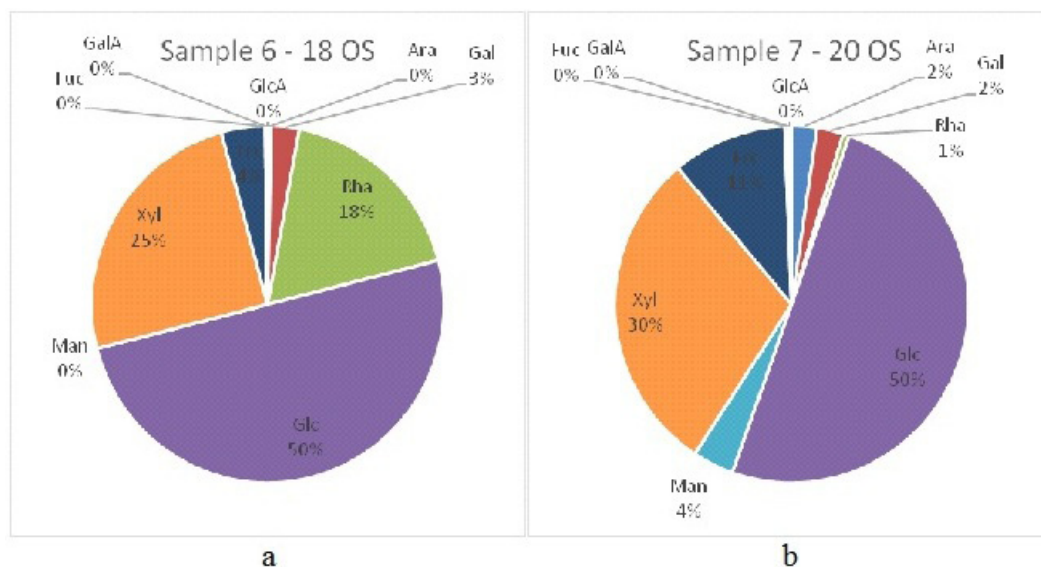 Sample 6 - 18 OS
GalA
0%
Fuc
0%
GlcA
0%
Ara
0%
Gal
3%
Rha
18%
Xyl
25%
Man
0%
Glc
50%
4%
a
Sample 7 - 20 OS
Fuc
0%
GalA
0%
GlcA
0%
Ara
2%
Gal
2%
Rha
1%
11%
Xyl
30%
Glc
50%
Man
4%
b